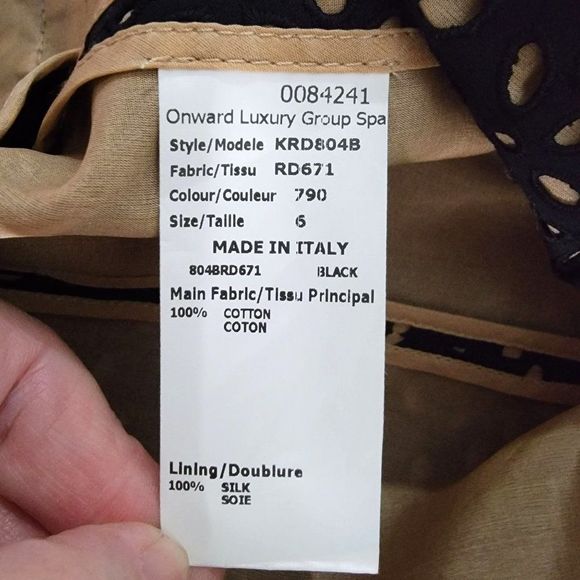 0084241
Onward Luxury Group Spa
Style/Modele KRD804B
Fabric/Tissu RD671
Colour/Couleur 790
Size/Taille 6
MADE IN ITALY
804BRD671 BLACK
Main Fabric/Tissu Principal
100% COTTON
COTON
Lining/Doublure
100% SILK
SOIE